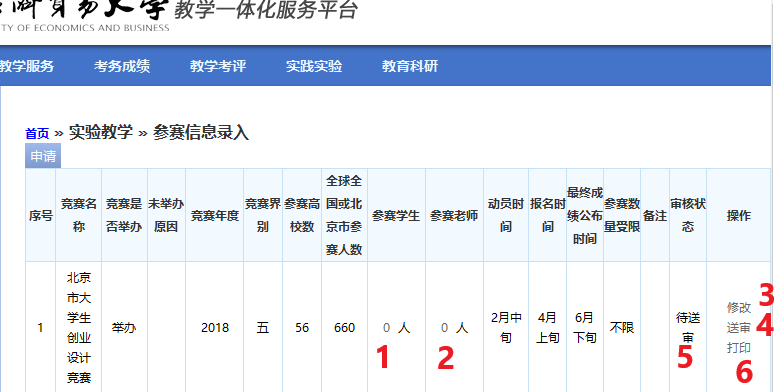 贸易大学 教学一体化服务平台
TY OF ECONOMICS AND BUSINESS
教学服务 考务成绩 教学考评 实践实验 教育科研
首页 » 实验教学 » 参赛信息录入
申请
序号 竞赛名称 竞赛是否举办 未举办原因 竞赛年度 竞赛界别 参赛高校数 全球全国或北京市参赛人数 参赛学生 参赛老师 动员时间 报名时间 最终成绩公布时间 参赛数量受限 备注 审核状态 操作
1 北京市大学生创业设计竞赛 举办 2018 五 56 660 0 人 0 人 2月中旬 4月上旬 6月下旬 不限 待送审 修改 3
送审 4
打印
1 2 5 6